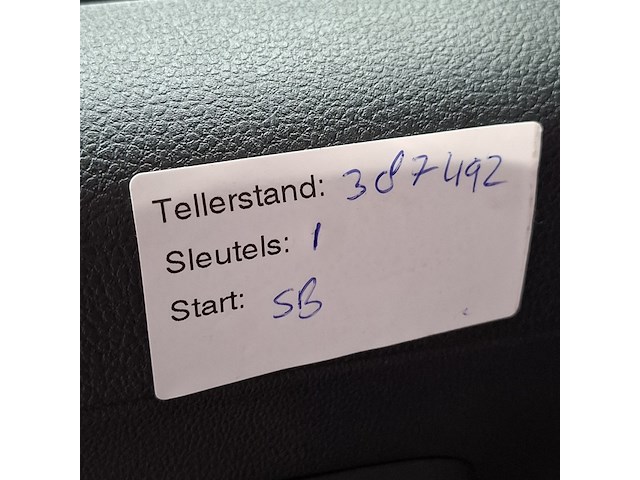 Tellerstand: 387492
Sleutels: 1
Start: SB